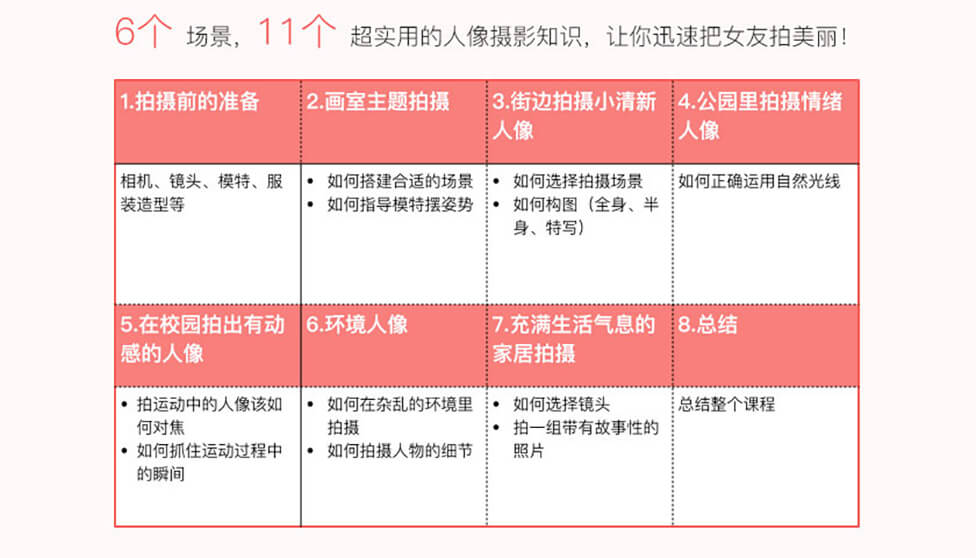 6个 场景，11个 超实用的人像摄影知识，让你迅速把女友拍美丽！
1.拍摄前的准备
2.画室主题拍摄
3.街边拍摄小清新
人像
4.公园里拍摄情绪
人像
相机、镜头、模特、服
装造型等
• 如何搭建合适的场景
• 如何指导模特摆姿势
• 如何选择拍摄场景
• 如何构图（全身、半
身、特写）
如何正确运用自然光线
5.在校园拍出有动
感的人像
6.环境人像
7.充满生活气息的
家居拍摄
8.总结
• 拍运动中的人像该如
何对焦
• 如何抓住运动过程中
的瞬间
• 如何在杂乱的环境里
拍摄
• 如何拍摄人物的细节
• 如何选择镜头
• 拍一组带有故事性的
照片
总结整个课程